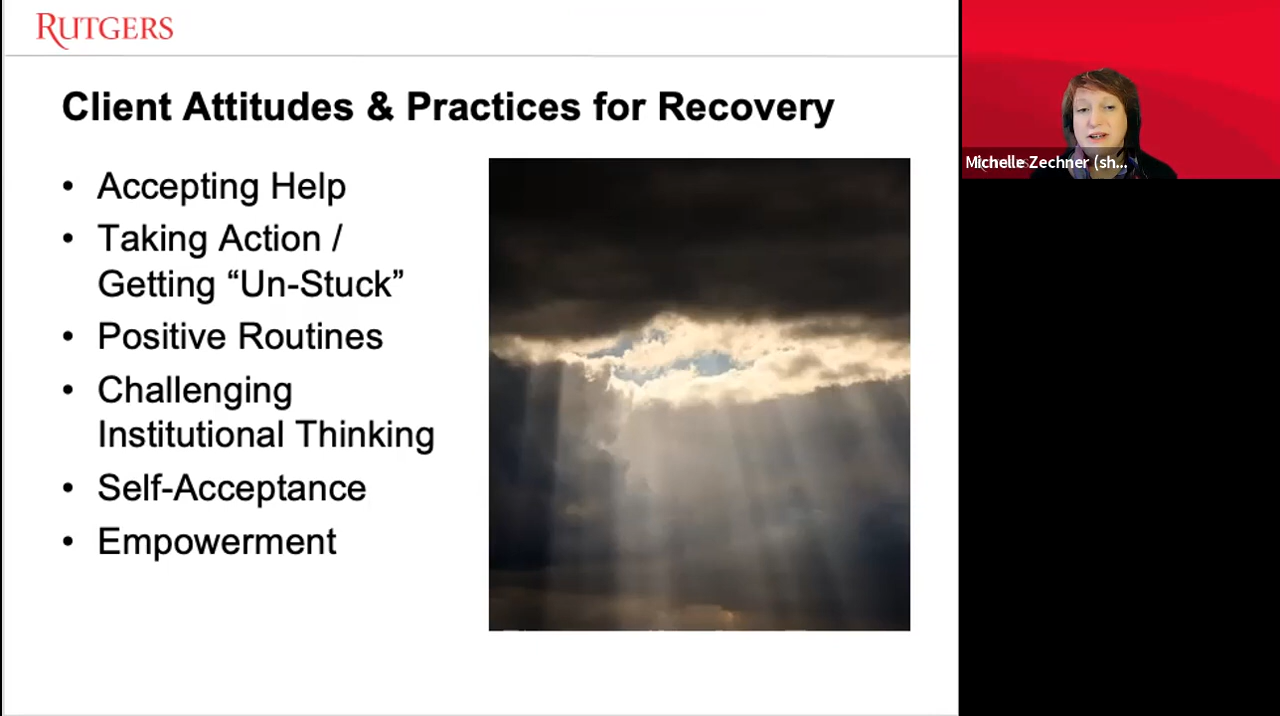 RUTGERS
Client Attitudes & Practices for Recovery
• Accepting Help
• Taking Action /
Getting “Un-Stuck”
• Positive Routines
• Challenging
Institutional Thinking
• Self-Acceptance
• Empowerment
Michelle Zechner (sh...